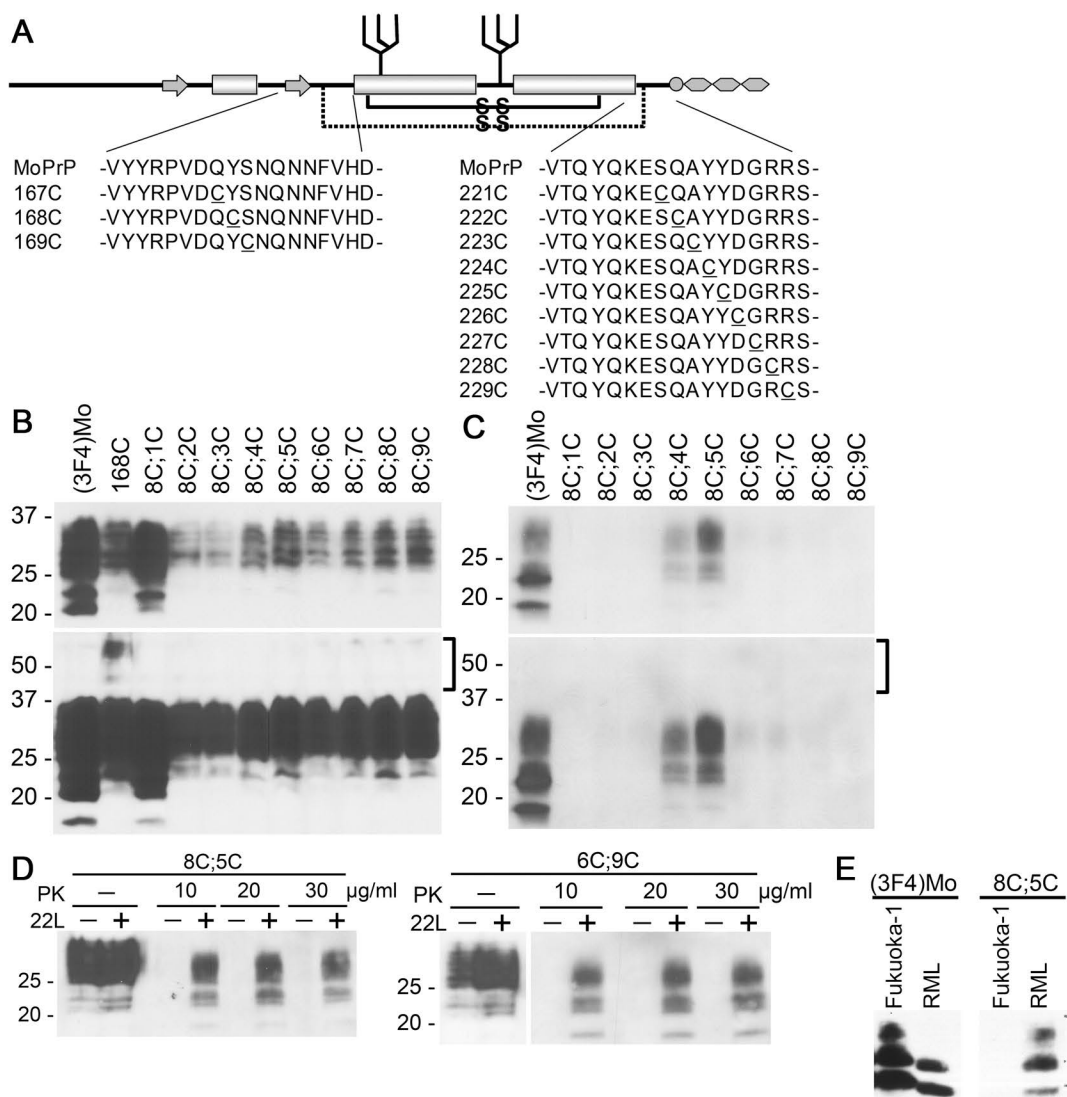 A
S S
S S
MoPrP -VYYRPVDQYSNQNNFVHD-
167C -VYYRPVDCYSNQNNFVHD-
168C -VYYRPVDQCSNQNNFVHD-
169C -VYYRPVDQYCNQNNFVHD-
MoPrP -VTQYQKESQAYYDGRRS-
221C -VTQYQKECQAYYDGRRS-
222C -VTQYQKESCAYYDGRRS-
223C -VTQYQKESQCYYDGRRS-
224C -VTQYQKESQACYDGRRS-
225C -VTQYQKESQAYCDGRRS-
226C -VTQYQKESQAYYCGRRS-
227C -VTQYQKESQAYYDCRRS-
228C -VTQYQKESQAYYDGCRS-
229C -VTQYQKESQAYYDGRCS-
B
(3F4)Mo 168C 8C;1C 8C;2C 8C;3C 8C;4C 8C;5C 8C;6C 8C;7C 8C;8C 8C;9C
37 -
25 -
20 -
50 -
37 -
25 -
20 -
C
(3F4)Mo 8C;1C 8C;2C 8C;3C 8C;4C 8C;5C 8C;6C 8C;7C 8C;8C 8C;9C
25 -
20 -
50 -
37 -
25 -
20 -
D
8C;5C
PK – 10 20 30 µg/ml
22L – + – + – + – +
25 -
20 -
6C;9C
PK – 10 20 30 µg/ml
22L – + – + – + – +
25 -
20 -
E
(3F4)Mo 8C;5C
Fukuoka-1 RML Fukuoka-1 RML